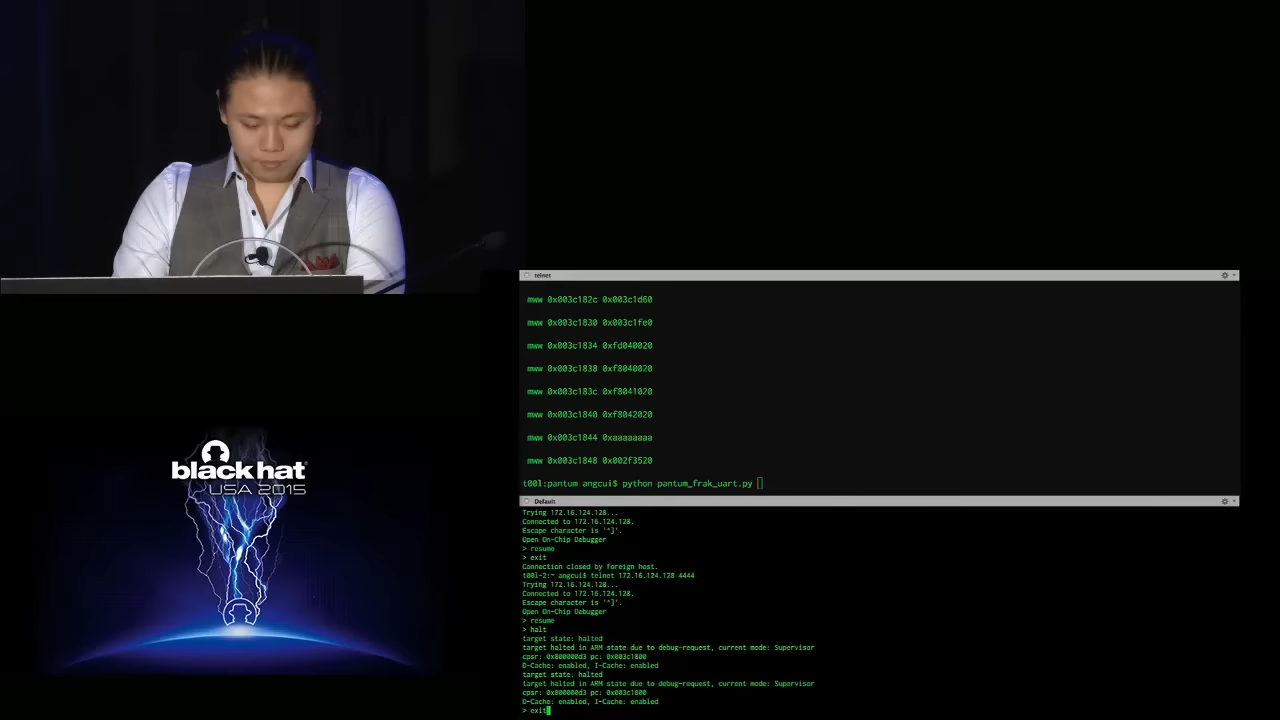 telnet
mww 0x003c182c 0x003c1d60
mww 0x003c1830 0x003c1fe0
mww 0x003c1834 0xfd040020
mww 0x003c1838 0xf8040020
mww 0x003c183c 0xf8041020
mww 0x003c1840 0xf8042020
mww 0x003c1844 0xaaaaaaaa
mww 0x003c1848 0x002f3520
t00l:pantum angcui$ python pantum_frak_uart.py
Default
Trying 172.16.124.128...
Connected to 172.16.124.128.
Escape character is '^]'.
Open On-Chip Debugger
> resume
> exit
Connection closed by foreign host.
t00l-2:~ angcui$ telnet 172.16.124.128 4444
Trying 172.16.124.128...
Connected to 172.16.124.128.
Escape character is '^]'.
Open On-Chip Debugger
> resume
> halt
target state: halted
target halted in ARM state due to debug-request, current mode: Supervisor
cpsr: 0x800000d3 pc: 0x003c1800
D-Cache: enabled, I-Cache: enabled
target state: halted
target halted in ARM state due to debug-request, current mode: Supervisor
cpsr: 0x800000d3 pc: 0x003c1800
D-Cache: enabled, I-Cache: enabled
> exit
black hat
USA 2015